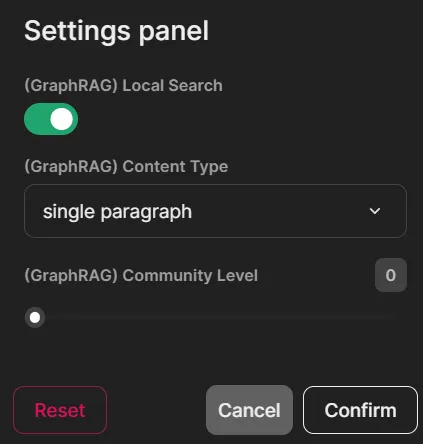 Settings panel
(GraphRAG) Local Search
(GraphRAG) Content Type
single paragraph
(GraphRAG) Community Level
0
Reset
Cancel
Confirm